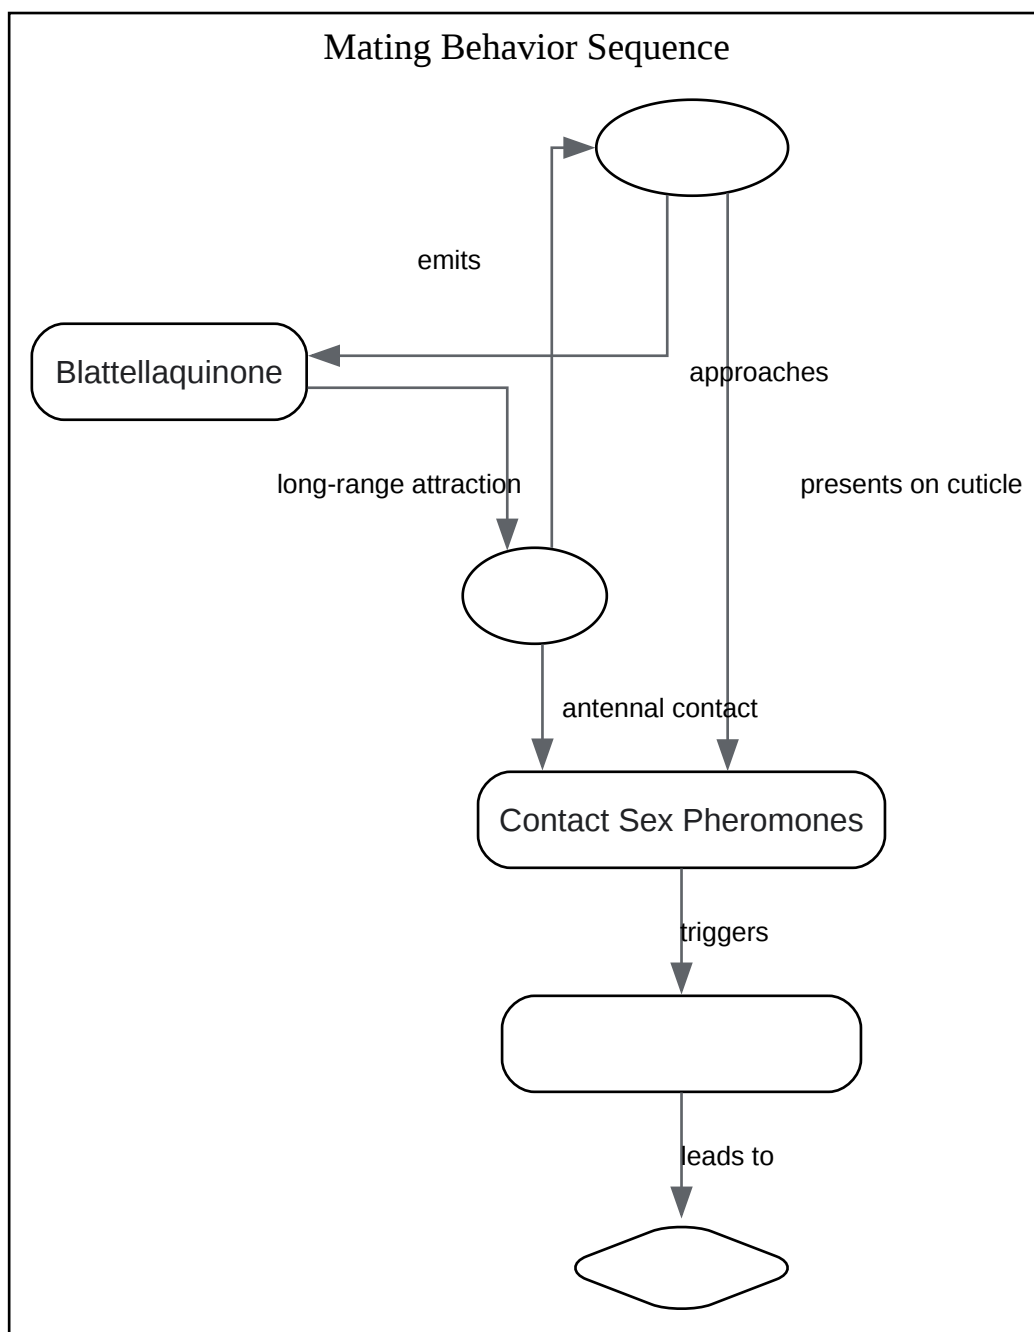 Mating Behavior Sequence
emits
Blattellaquinone
approaches
long-range attraction
presents on cuticle
antennal contact
Contact Sex Pheromones
triggers
leads to